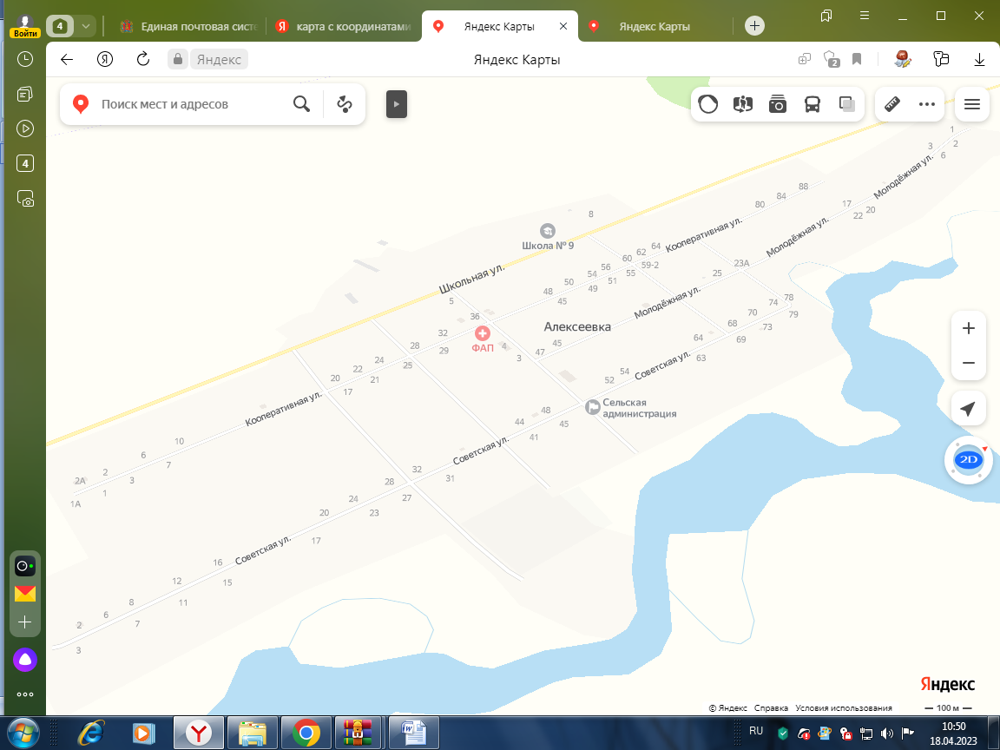 Войти
4
Единая почтовая сист
карта с координатами
Яндекс Карты
Яндекс Карты
Я
Яндекс
Яндекс Карты
2
4
Поиск мест и адресов
1
3
2
6
Молодёжная ул.
88
84
80
17
20
22
8
Школа № 9
Кооперативная ул.
Молодёжная ул.
64
62
60
59-2
56
55
54
51
50
49
48
45
23А
25
Школьная ул.
5
36
Молодёжная ул.
78
74
79
70
73
68
69
Алексеевка
ФАП
4
3
32
29
28
25
24
22
21
20
17
45
47
64
63
Советская ул.
54
52
Кооперативная ул.
Сельская
администрация
48
45
44
41
10
6
7
2
2А
3
1
1А
Советская ул.
32
31
28
27
24
23
20
17
Советская ул.
16
15
12
11
8
7
6
2
3
2D
Яндекс
© Яндекс Справка Условия использования
100 м
RU
10:50
18.04.2023